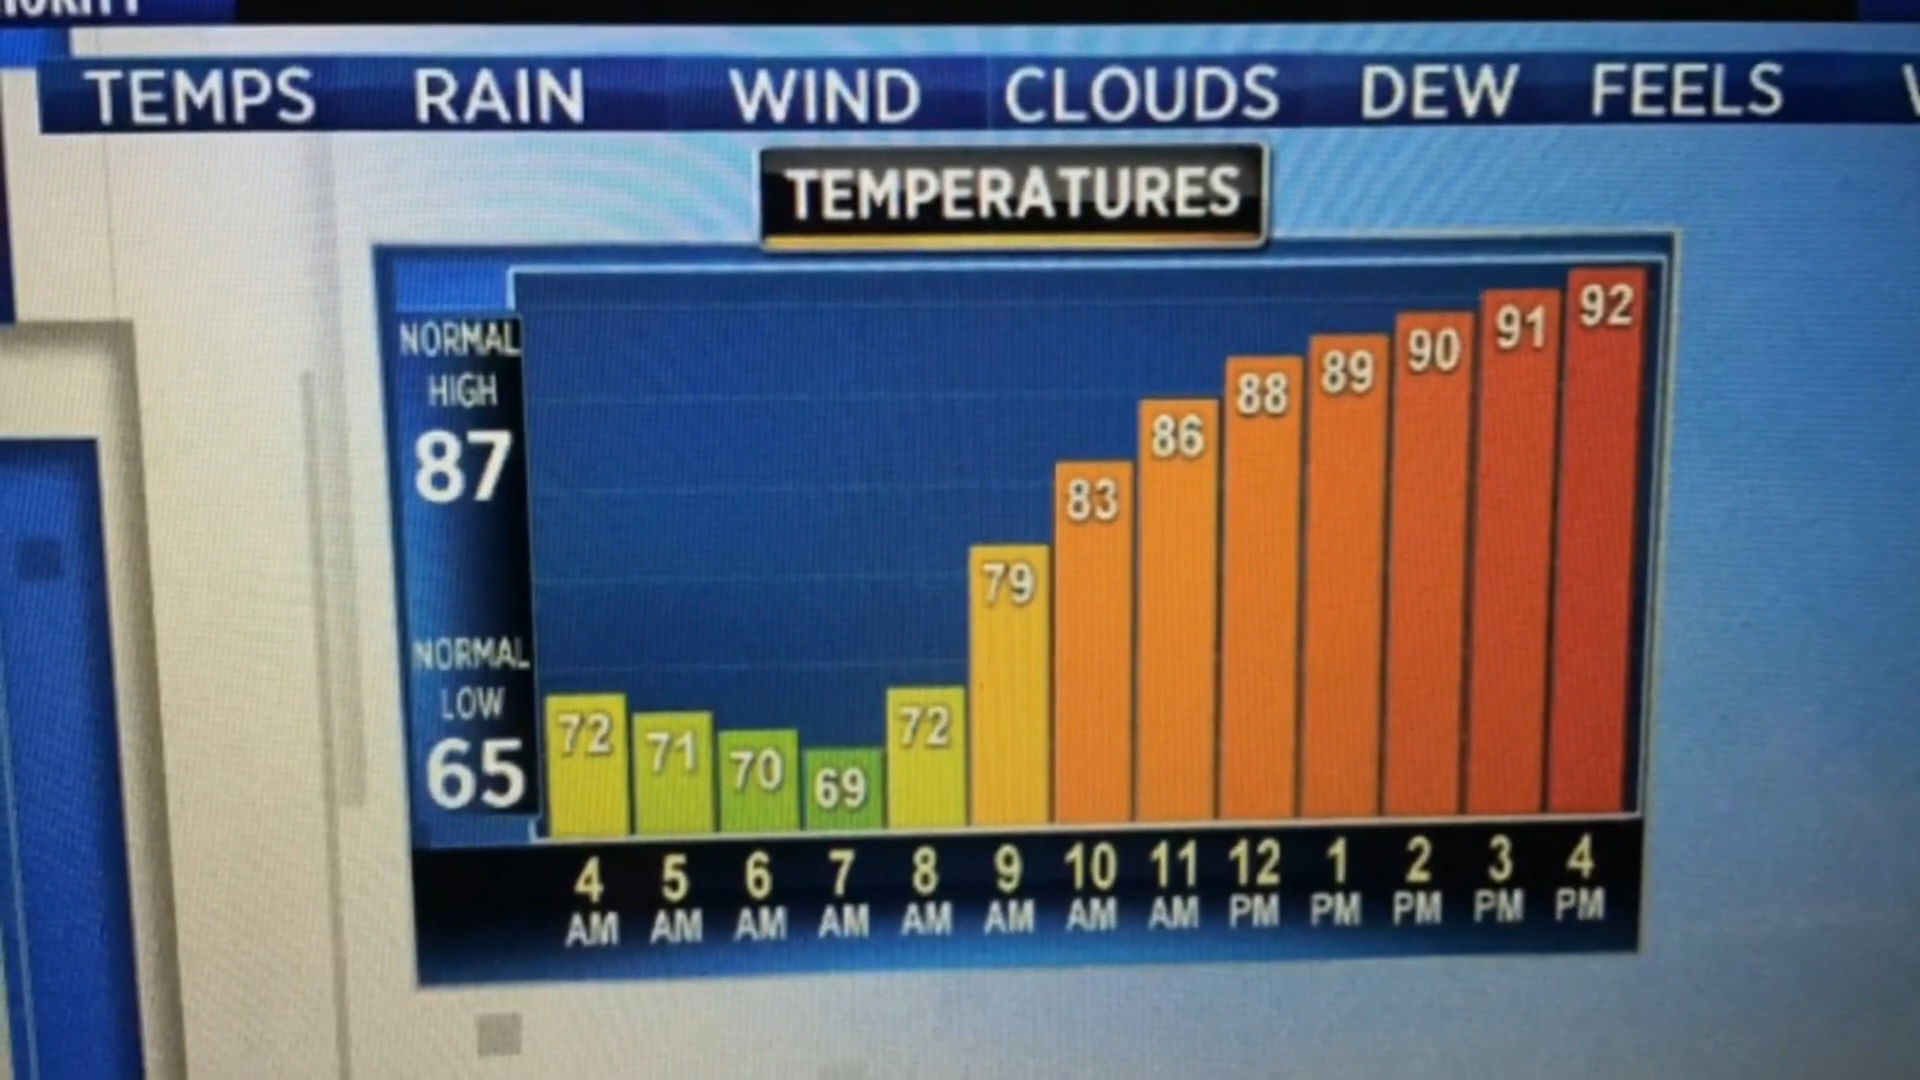 TEMPS RAIN WIND CLOUDS DEW FEELS
TEMPERATURES
NORMAL
HIGH
87
NORMAL
LOW
65
72 71 70 69 72 79 83 86 88 89 90 91 92
4 5 6 7 8 9 10 11 12 1 2 3 4
AM AM AM AM AM AM AM AM PM PM PM PM PM